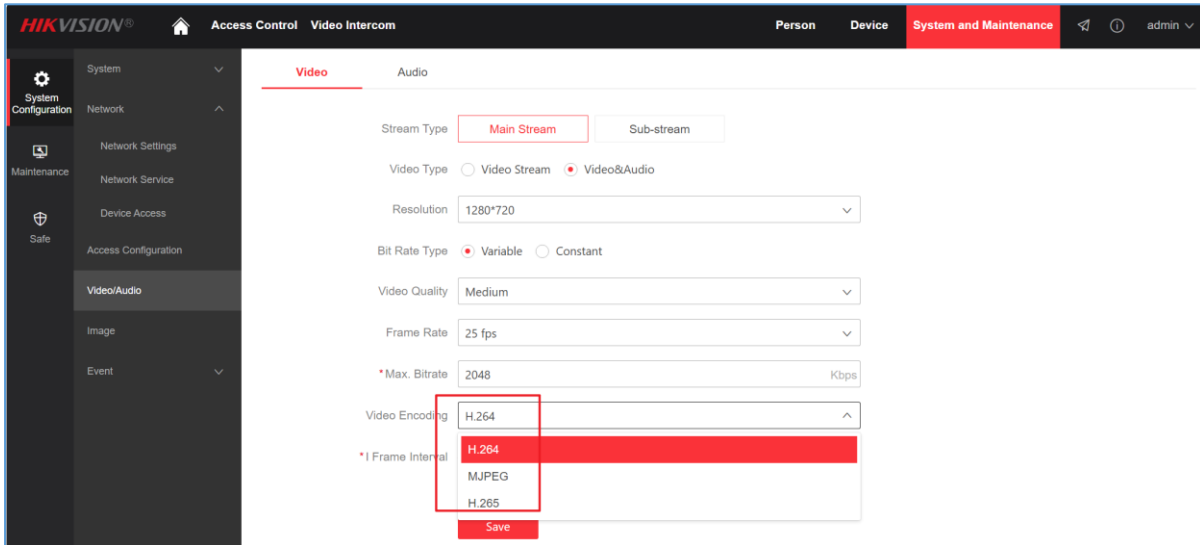 HIKVISION®
Access Control
Video Intercom
Person
Device
System and Maintenance
admin
System Configuration
Maintenance
Safe
System
Network
Network Settings
Network Service
Device Access
Access Configuration
Video/Audio
Image
Event
Video
Audio
Stream Type Main Stream Sub-stream
Video Type Video Stream Video&Audio
Resolution 1280*720
Bit Rate Type Variable Constant
Video Quality Medium
Frame Rate 25 fps
*Max. Bitrate 2048 Kbps
Video Encoding H.264
*I Frame Interval
H.264
MJPEG
H.265
Save